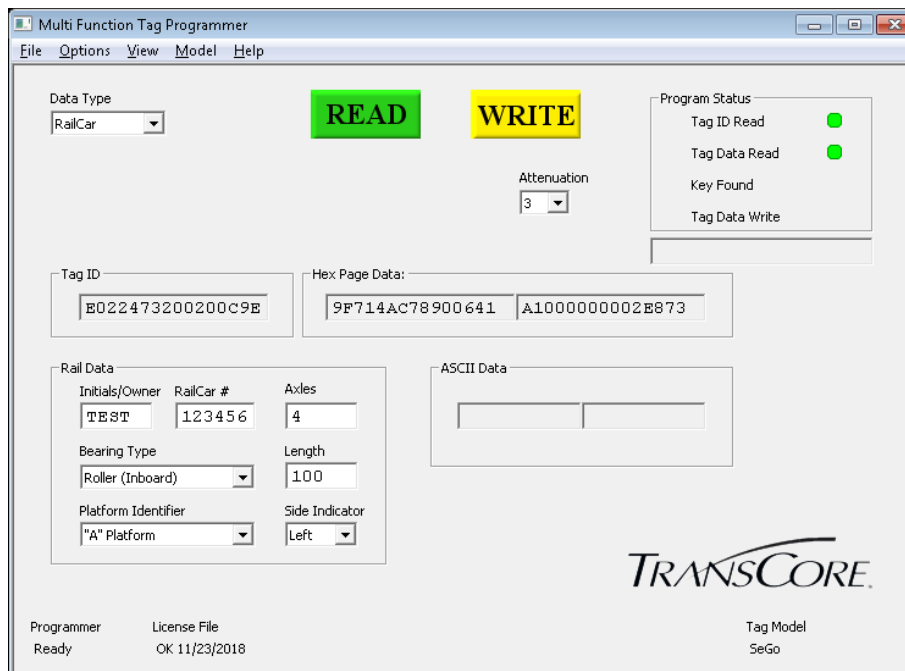 Multi Function Tag Programmer
File Options View Model Help
Data Type
RailCar
READ
WRITE
Attenuation
3
Program Status
Tag ID Read
Tag Data Read
Key Found
Tag Data Write
Tag ID
E022473200200C9E
Hex Page Data:
9F714AC78900641 A1000000002E873
Rail Data
Initials/Owner RailCar # Axles
TEST 123456 4
Bearing Type Length
Roller (Inboard) 100
Platform Identifier Side Indicator
"A" Platform Left
ASCII Data
TRANSCORE.
Programmer License File Tag Model
Ready OK 11/23/2018 SeGo